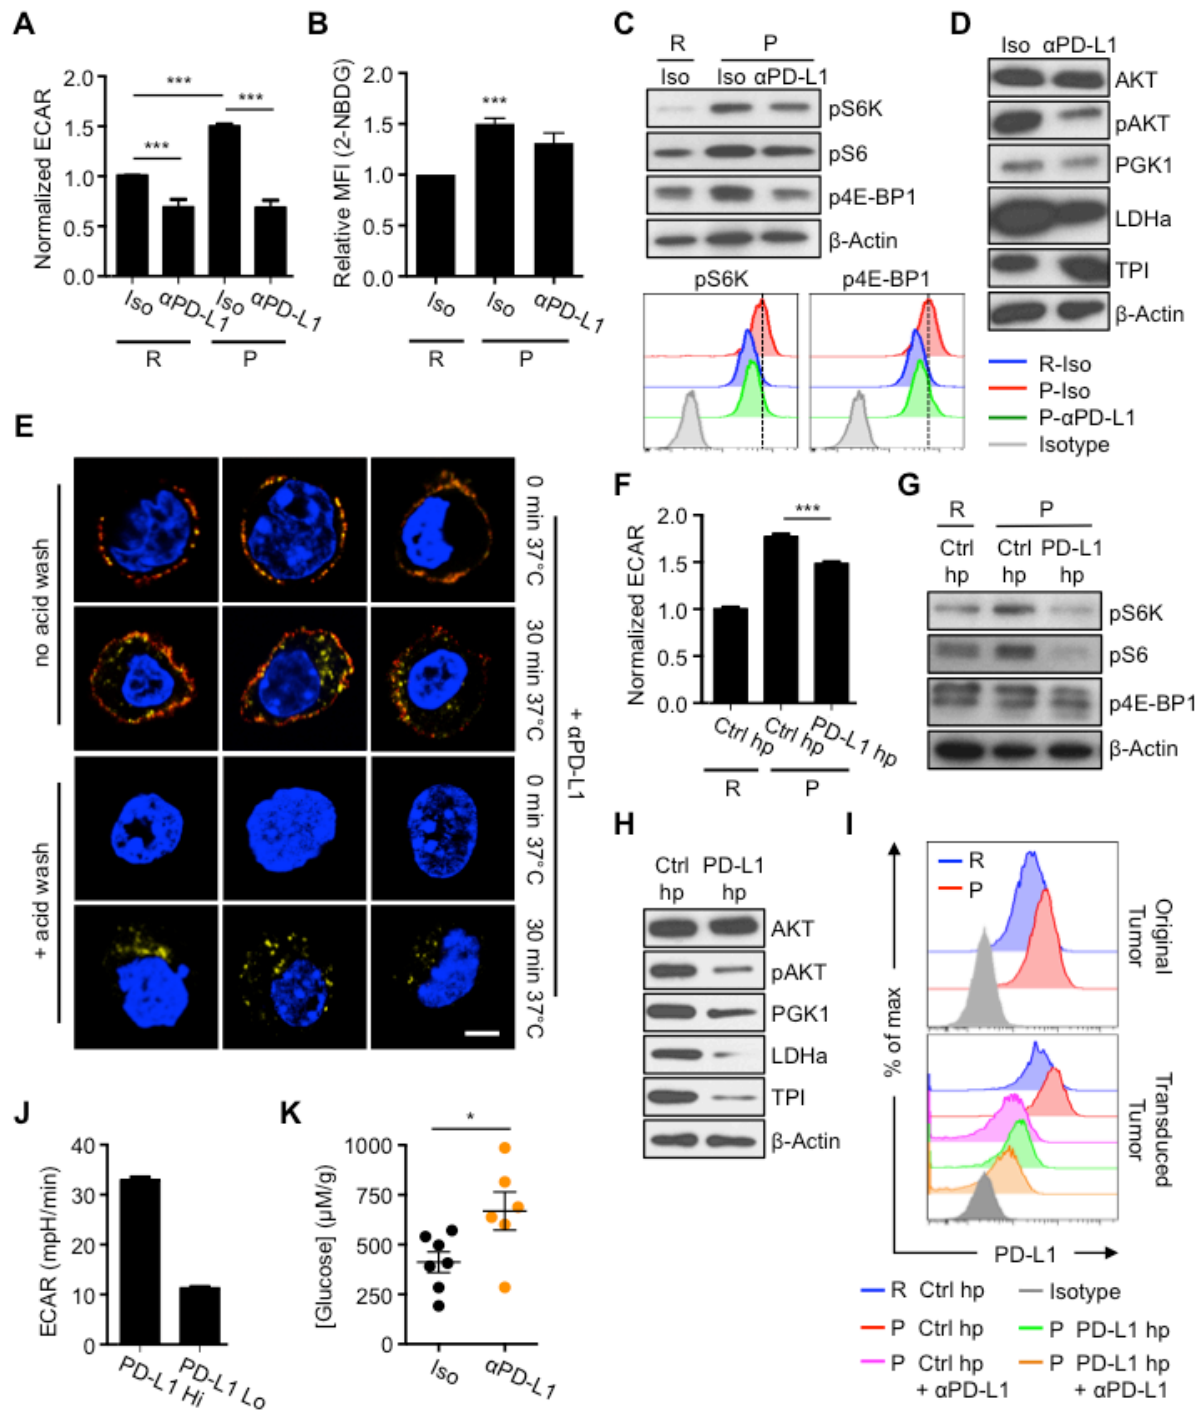 A
Normalized ECAR
2.0
1.5
1.0
0.5
0.0
***
***
***
Iso
αPD-L1
Iso
αPD-L1
R
P
B
Relative MFI (2-NBDG)
2.0
1.5
1.0
0.5
0.0
***
Iso
Iso
αPD-L1
R
P
C
R
P
Iso
Iso αPD-L1
pS6K
pS6
p4E-BP1
β-Actin
pS6K
p4E-BP1
D
Iso αPD-L1
AKT
pAKT
PGK1
LDHa
TPI
β-Actin
R-Iso
P-Iso
P-αPD-L1
Isotype
E
no acid wash
+ acid wash
0 min 37°C
30 min 37°C
0 min 37°C
30 min 37°C
+ αPD-L1
F
Normalized ECAR
2.0
1.5
1.0
0.5
0.0
***
Ctrl hp
Ctrl hp
PD-L1 hp
R
P
G
R
P
Ctrl hp
Ctrl hp
PD-L1 hp
pS6K
pS6
p4E-BP1
β-Actin
H
Ctrl hp
PD-L1 hp
AKT
pAKT
PGK1
LDHa
TPI
β-Actin
I
R
P
Original Tumor
Transduced Tumor
% of max
PD-L1
R Ctrl hp
Isotype
P Ctrl hp
P PD-L1 hp
P Ctrl hp + αPD-L1
P PD-L1 hp + αPD-L1
J
ECAR (mpH/min)
40
30
20
10
0
PD-L1 Hi
PD-L1 Lo
K
[Glucose] (μM/g)
1000
750
500
250
0
*
Iso
αPD-L1